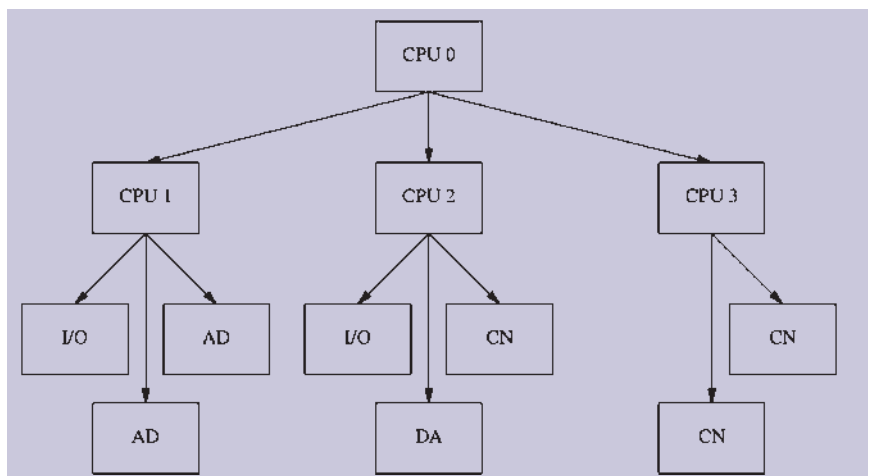 CPU 0
CPU 1
CPU 2
CPU 3
I/O
AD
I/O
CN
CN
AD
DA
CN